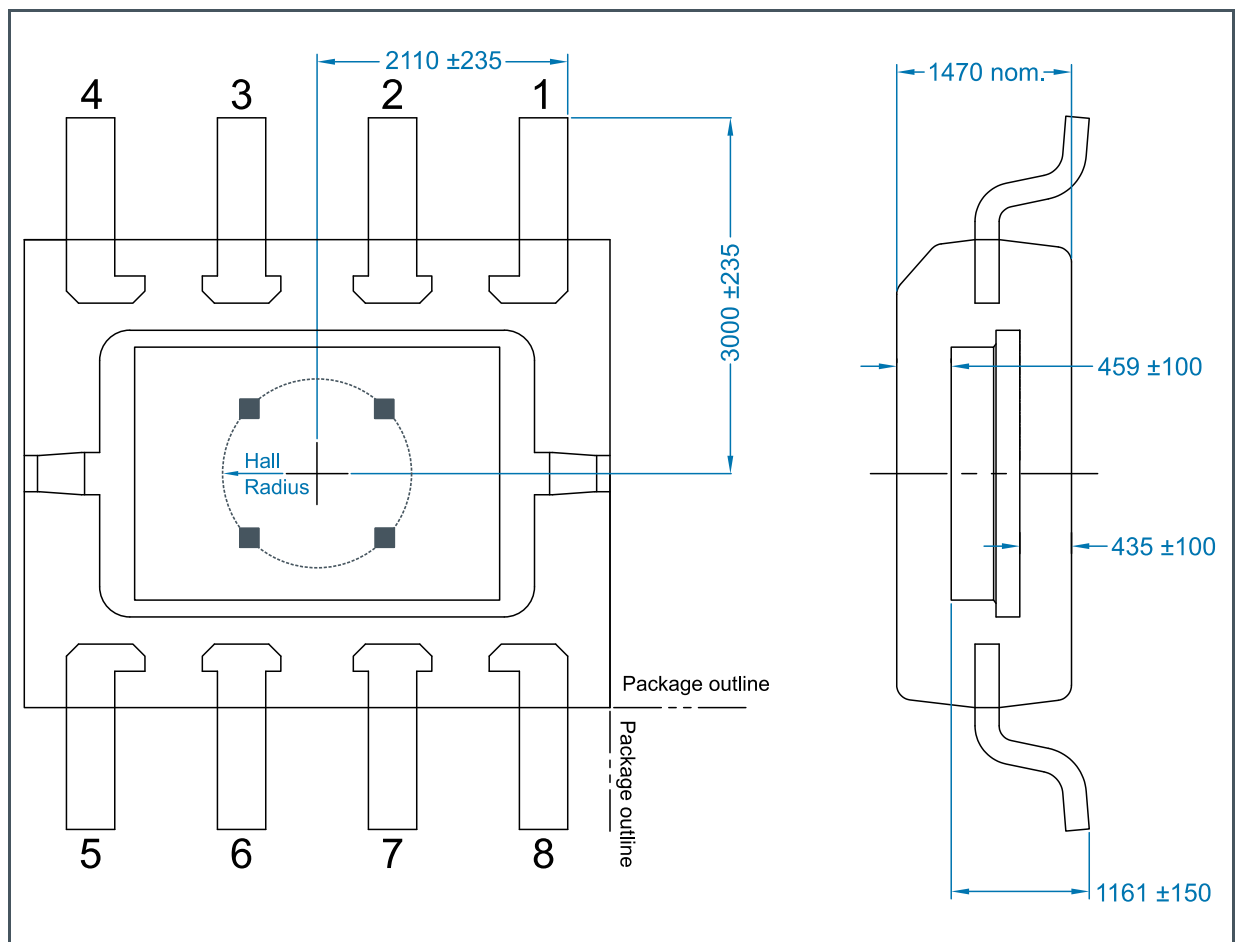 2110 ±235
1470 nom.
4 3 2 1
3000 ±235
459 ±100
Hall
Radius
435 ±100
Package outline
Package outline
5 6 7 8
1161 ±150